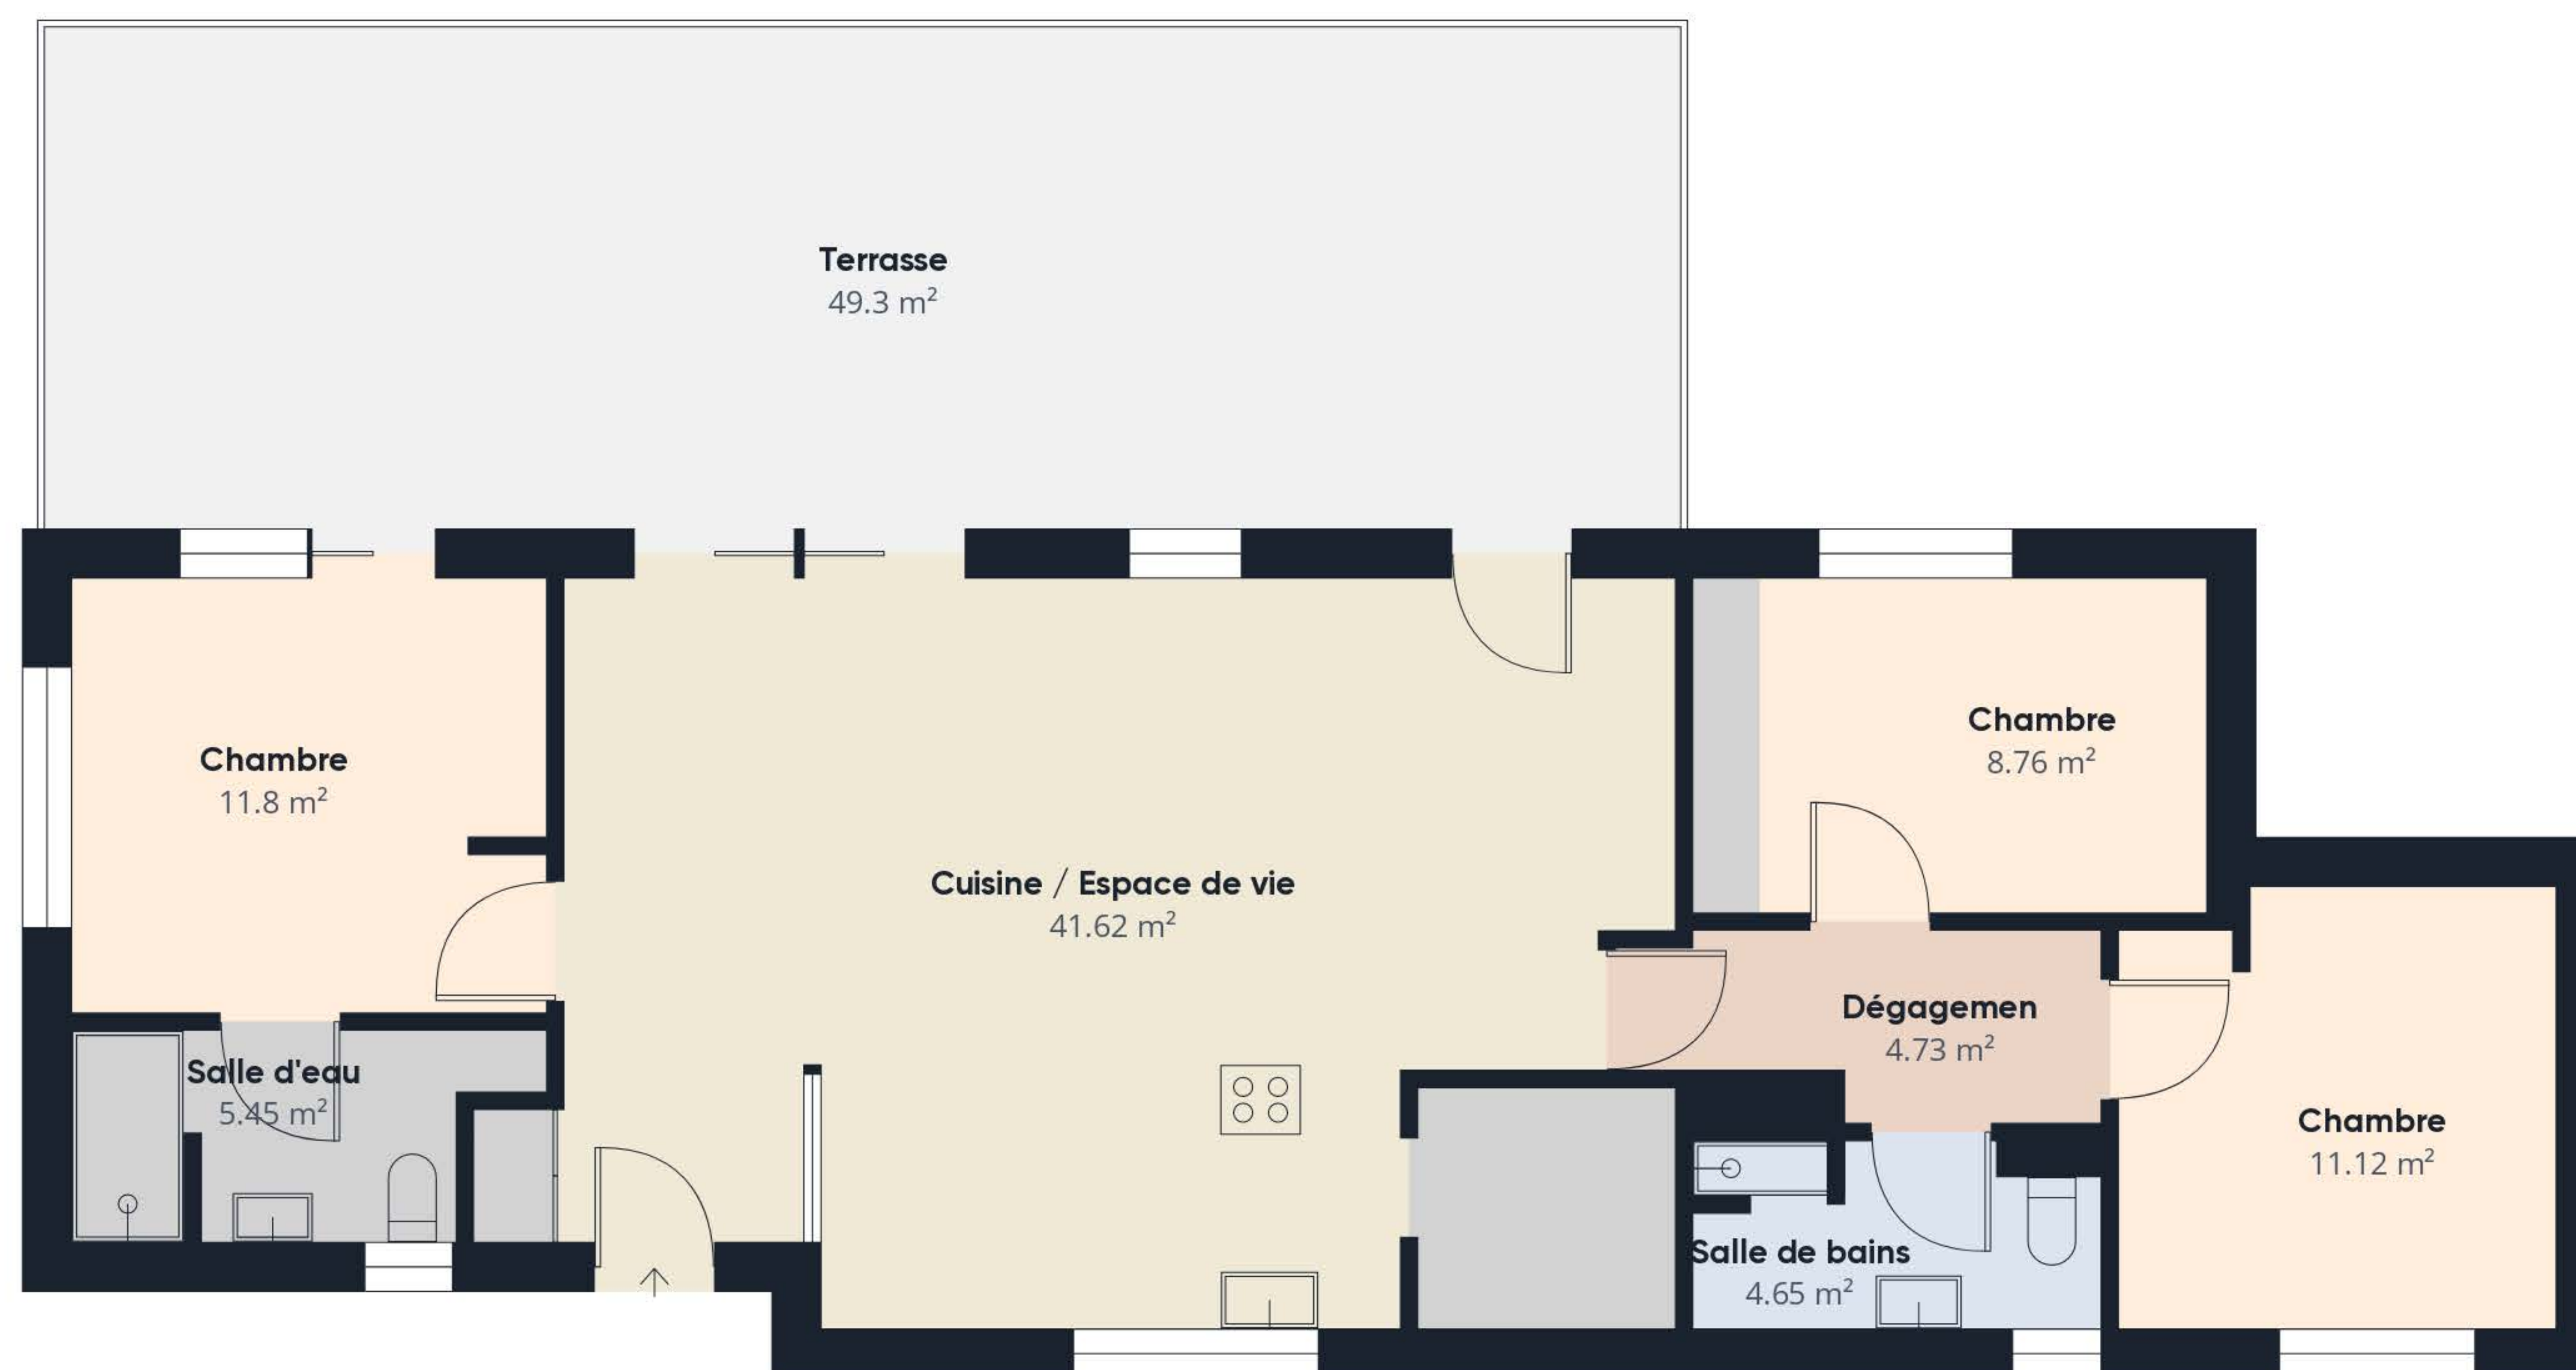 Terrasse
49.3 m²
Chambre
8.76 m²
Chambre
11.8 m²
Cuisine / Espace de vie
41.62 m²
Dégagemen
4.73 m²
Salle d'eau
5.45 m²
Chambre
11.12 m²
Salle de bains
4.65 m²